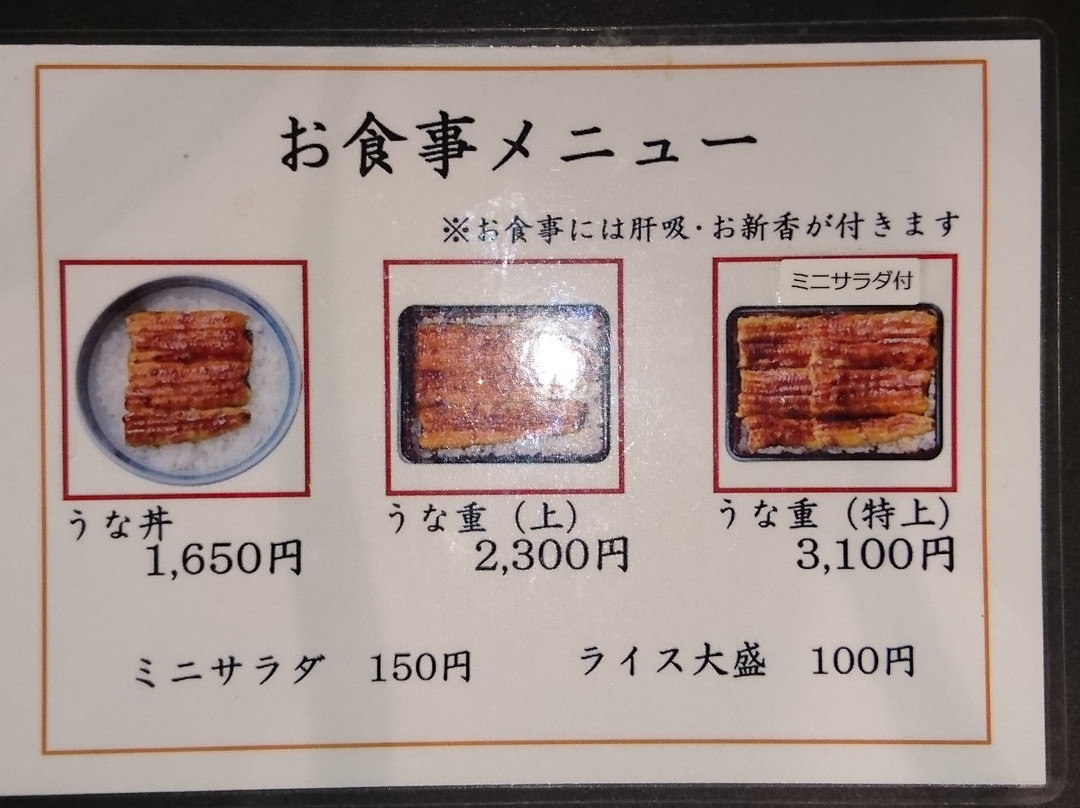 お食事メニュー
※お食事には肝吸・お新香が付きます
ミニサラダ付
うな丼
1,650円
うな重（上）
2,300円
うな重（特上）
3,100円
ミニサラダ　150円
ライス大盛　100円